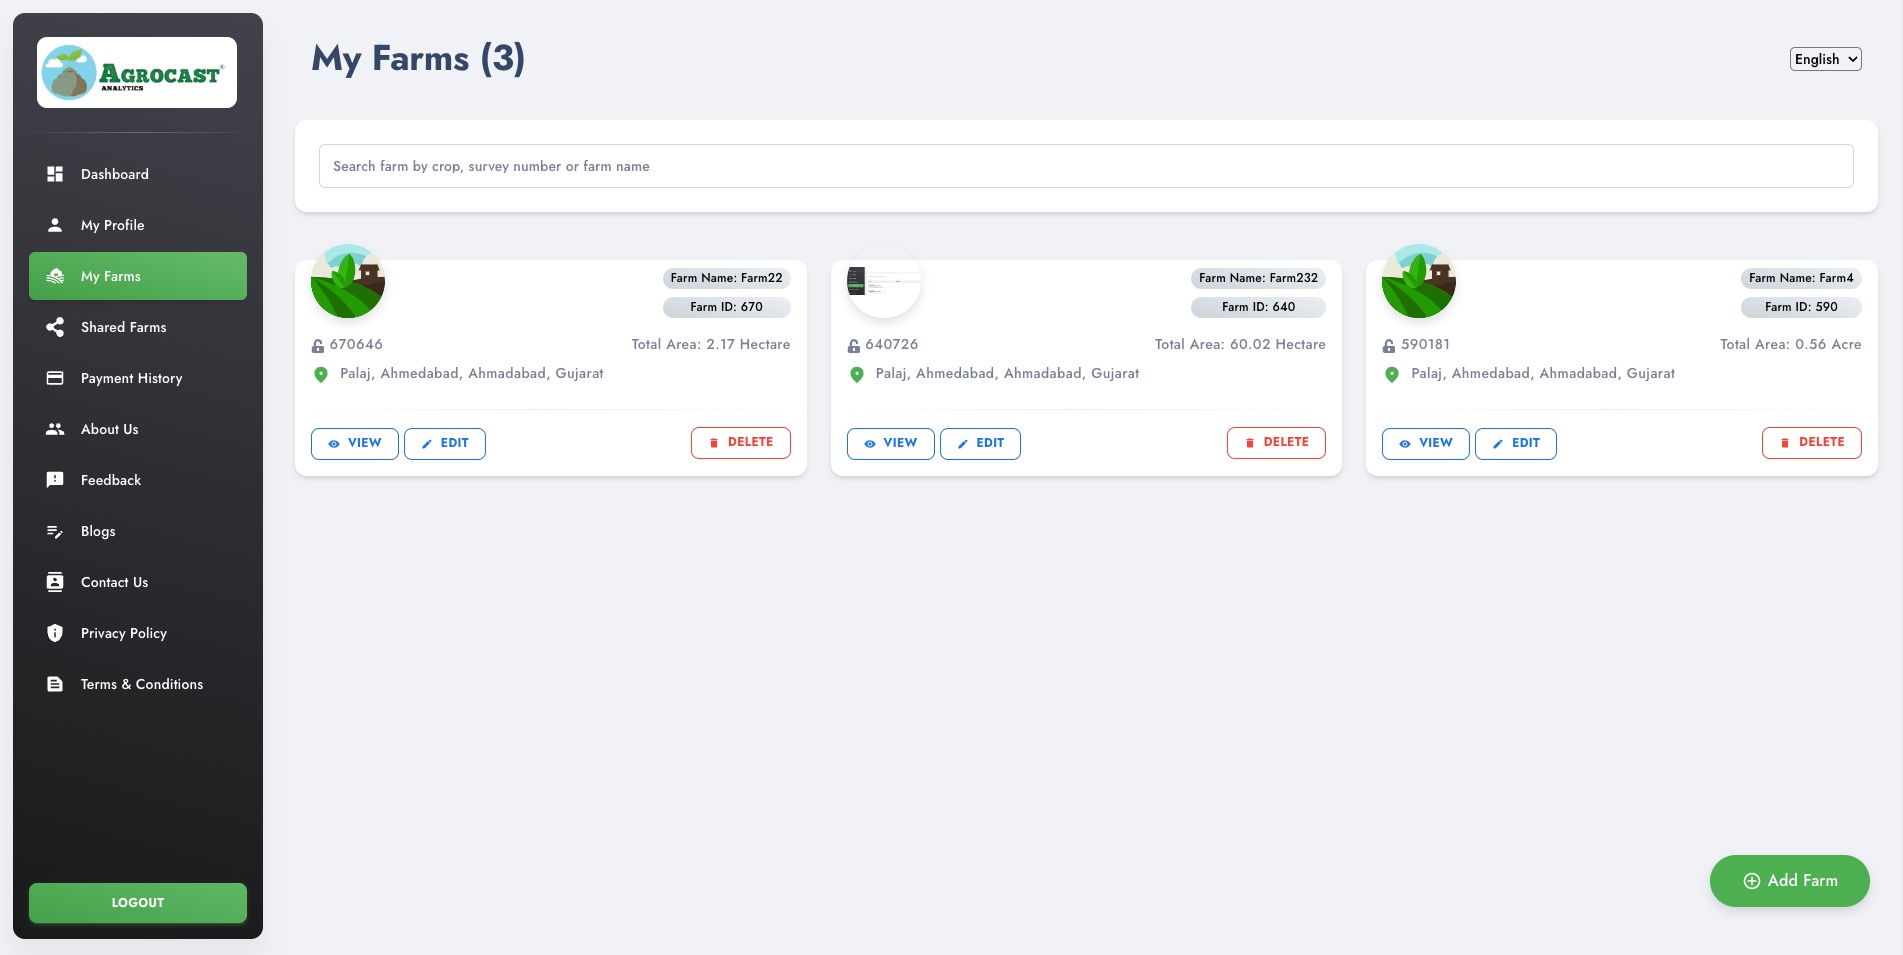 AGROCAST®
ANALYTICS
Dashboard
My Profile
My Farms
Shared Farms
Payment History
About Us
Feedback
Blogs
Contact Us
Privacy Policy
Terms & Conditions
LOGOUT
My Farms (3)
English
Search farm by crop, survey number or farm name
Farm Name: Farm22
Farm ID: 670
670646
Total Area: 2.17 Hectare
Palaj, Ahmedabad, Ahmadabad, Gujarat
VIEW
EDIT
DELETE
Farm Name: Farm232
Farm ID: 640
640726
Total Area: 60.02 Hectare
Palaj, Ahmedabad, Ahmadabad, Gujarat
VIEW
EDIT
DELETE
Farm Name: Farm4
Farm ID: 590
590181
Total Area: 0.56 Acre
Palaj, Ahmedabad, Ahmadabad, Gujarat
VIEW
EDIT
DELETE
Add Farm